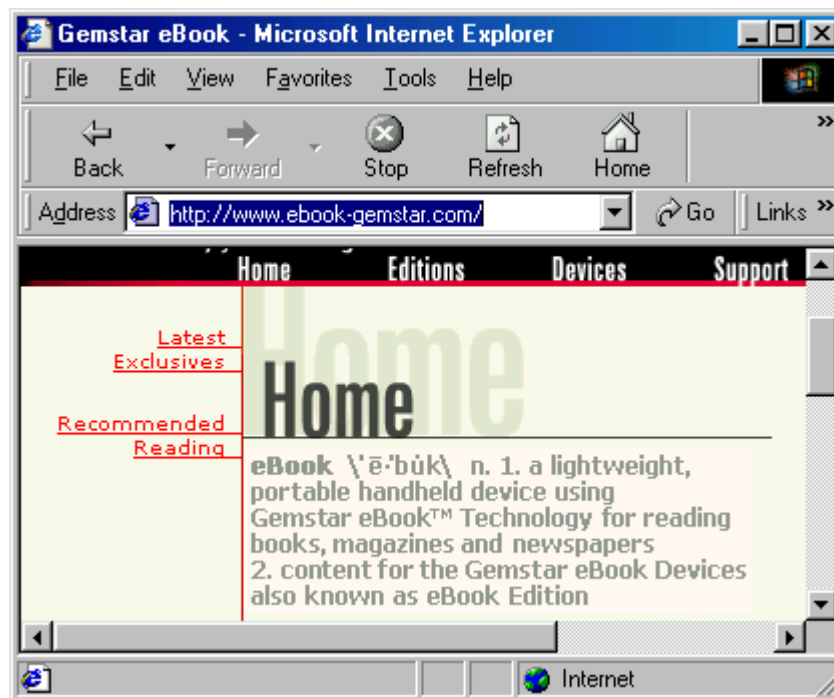 Gemstar eBook - Microsoft Internet Explorer
File Edit View Favorites Tools Help
Back Forward Stop Refresh Home »
Address http://www.ebook-gemstar.com/ Go Links »
Home Editions Devices Support
Home
Latest
Exclusives
Home
Recommended
Reading
eBook \'ē·'bu̇k\ n. 1. a lightweight,
portable handheld device using
Gemstar eBook™ Technology for reading
books, magazines and newspapers
2. content for the Gemstar eBook Devices
also known as eBook Edition
Internet